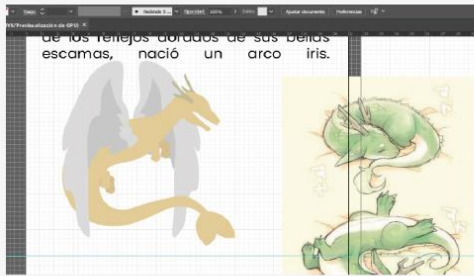 Ajustar documento Preferencias
de los reflejos dorados de sus bellas
escamas, nació un arco iris.